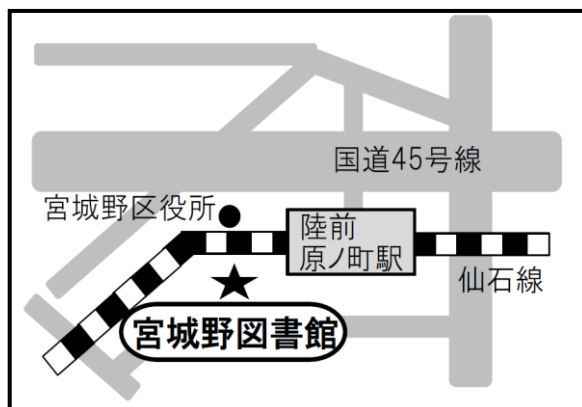 国道45号線
宮城野区役所
陸前
原ノ町駅
仙石線
宮城野図書館